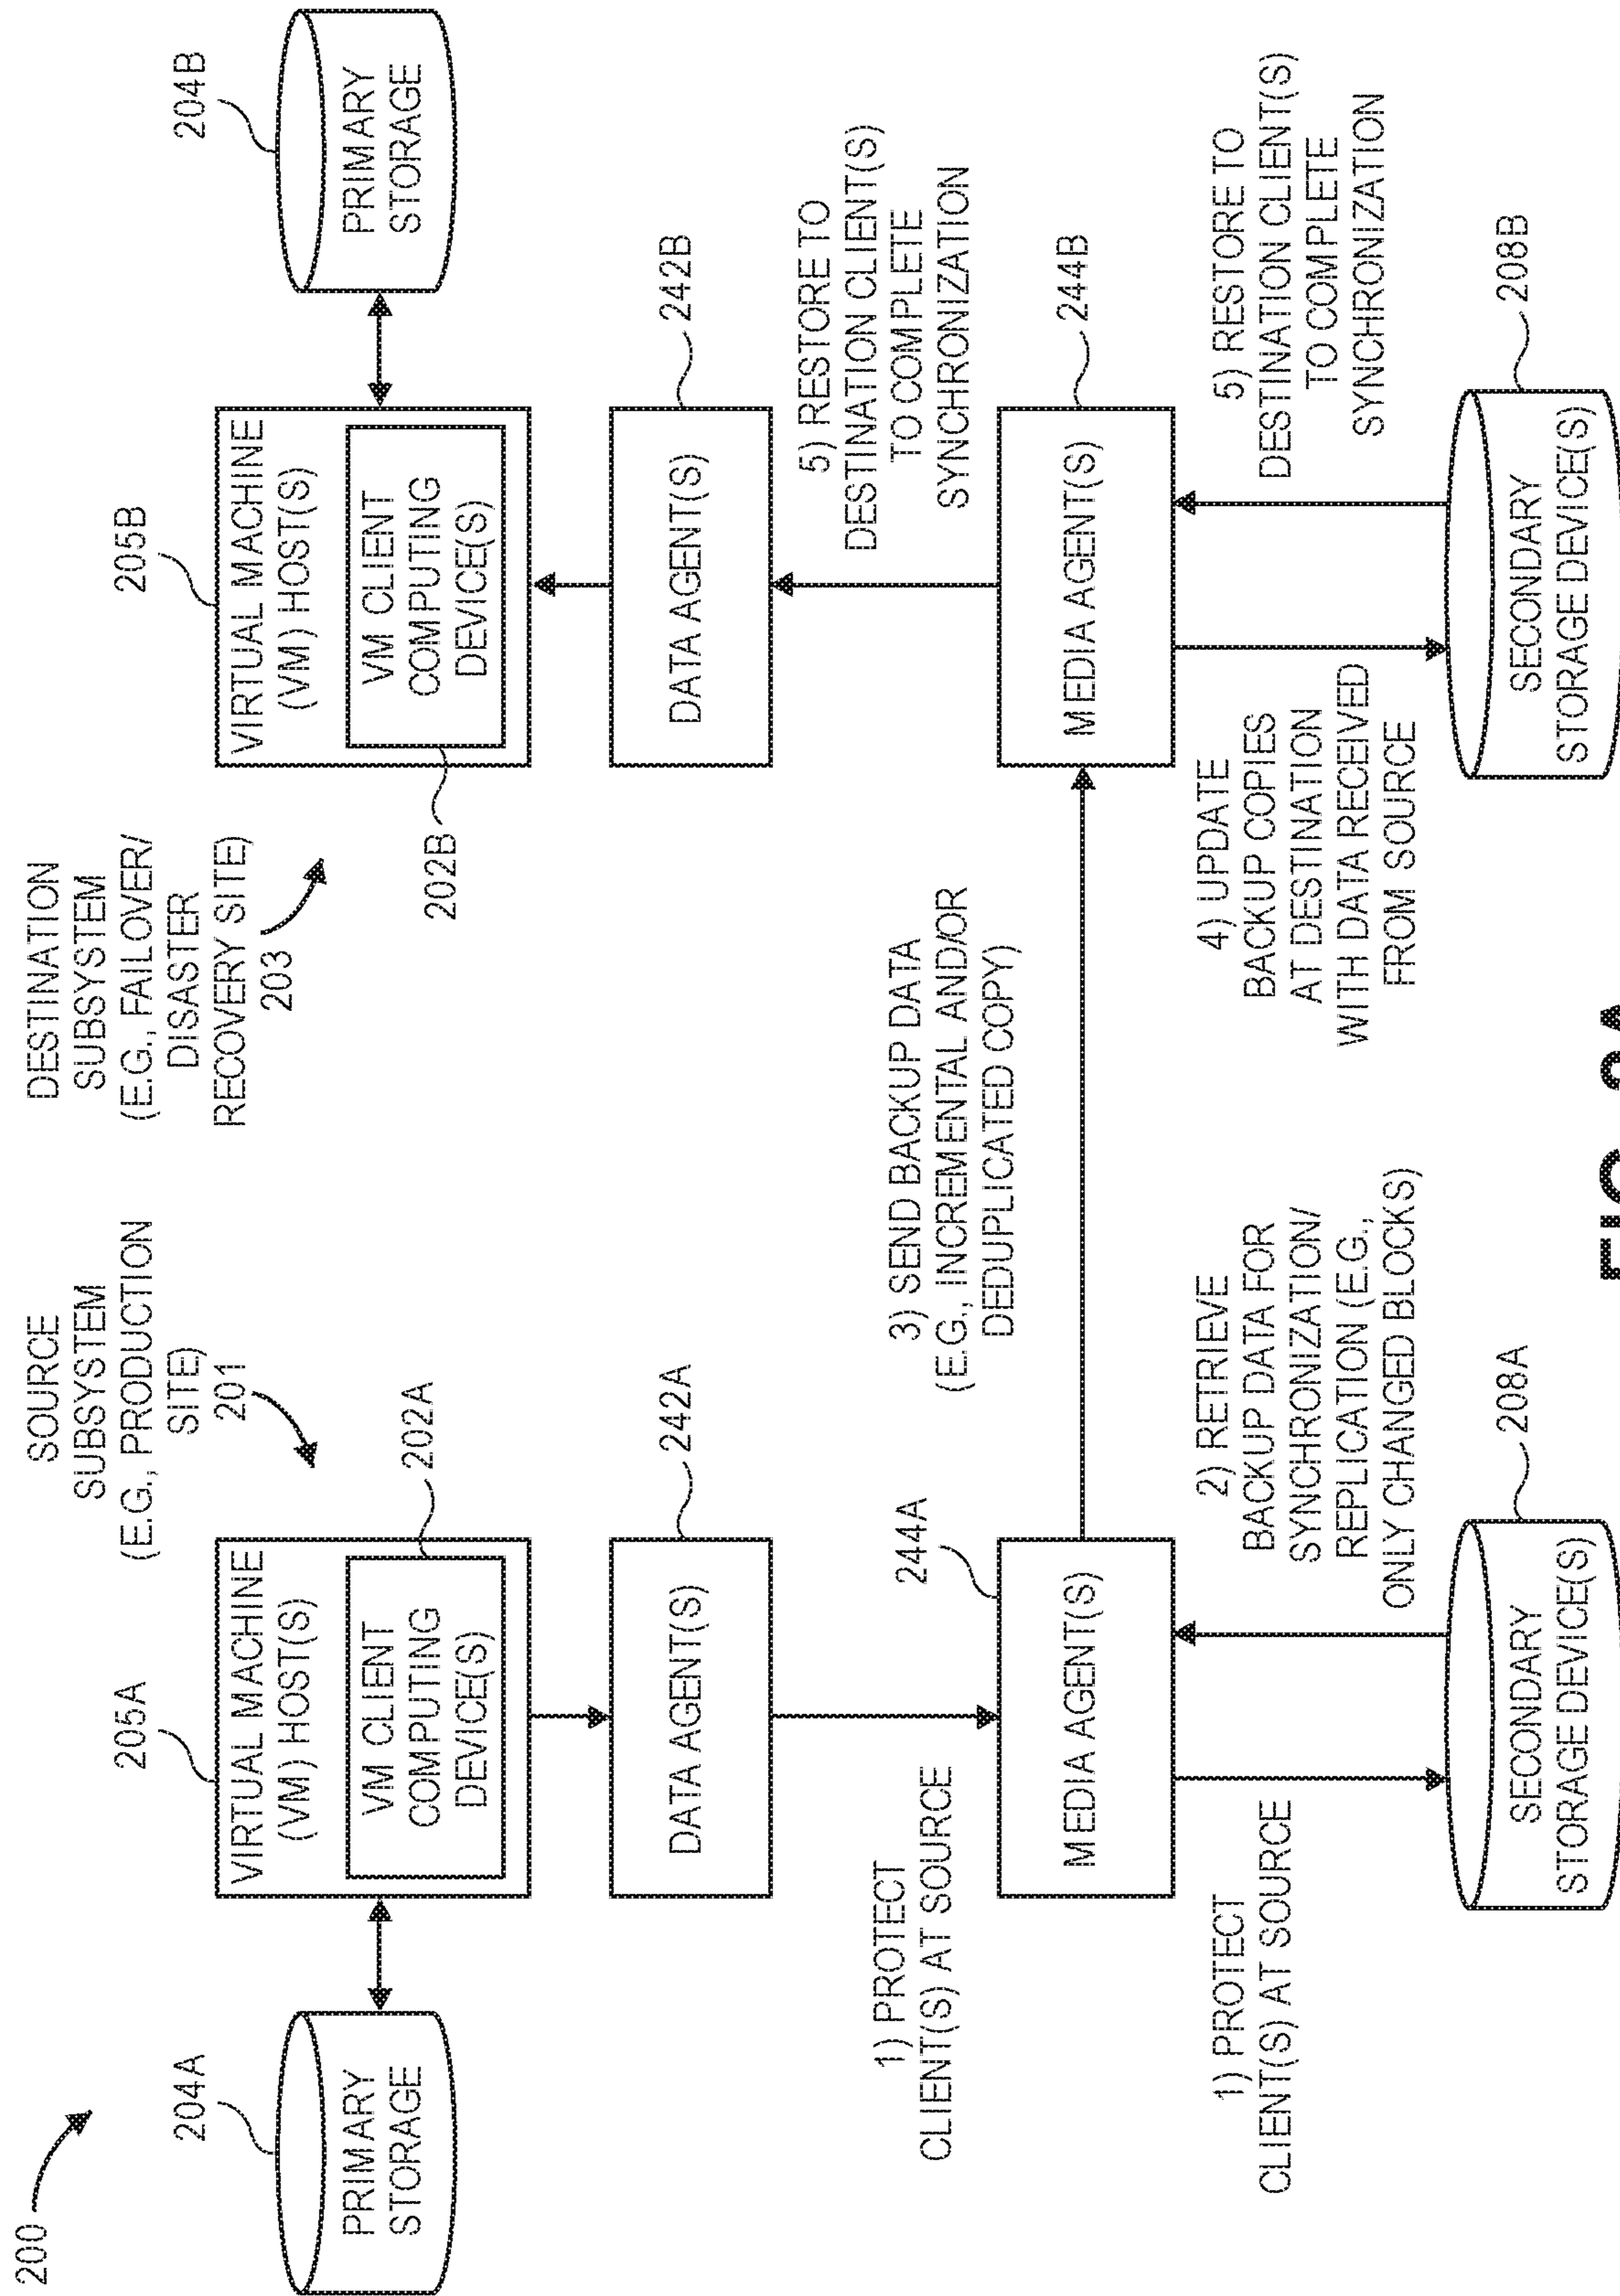 200
SOURCE
SUBSYSTEM
(E.G., PRODUCTION
SITE)
201
DESTINATION
SUBSYSTEM
(E.G., FAILOVER/
DISASTER
RECOVERY SITE)
203
204A
PRIMARY
STORAGE
205A
VIRTUAL MACHINE
(VM) HOST(S)
VM CLIENT
COMPUTING
DEVICE(S)
202A
205B
VIRTUAL MACHINE
(VM) HOST(S)
VM CLIENT
COMPUTING
DEVICE(S)
202B
204B
PRIMARY
STORAGE
DATA AGENT(S)
242A
DATA AGENT(S)
242B
1) PROTECT
CLIENT(S) AT SOURCE
3) SEND BACKUP DATA
(E.G., INCREMENTAL AND/OR
DEDUPLICATED COPY)
5) RESTORE TO
DESTINATION CLIENT(S)
TO COMPLETE
SYNCHRONIZATION
244A
MEDIA AGENT(S)
MEDIA AGENT(S)
244B
1) PROTECT
CLIENT(S) AT SOURCE
2) RETRIEVE
BACKUP DATA FOR
SYNCHRONIZATION/
REPLICATION (E.G.,
ONLY CHANGED BLOCKS)
4) UPDATE
BACKUP COPIES
AT DESTINATION
WITH DATA RECEIVED
FROM SOURCE
5) RESTORE TO
DESTINATION CLIENT(S)
TO COMPLETE
SYNCHRONIZATION
SECONDARY
STORAGE DEVICE(S)
208A
SECONDARY
STORAGE DEVICE(S)
208B